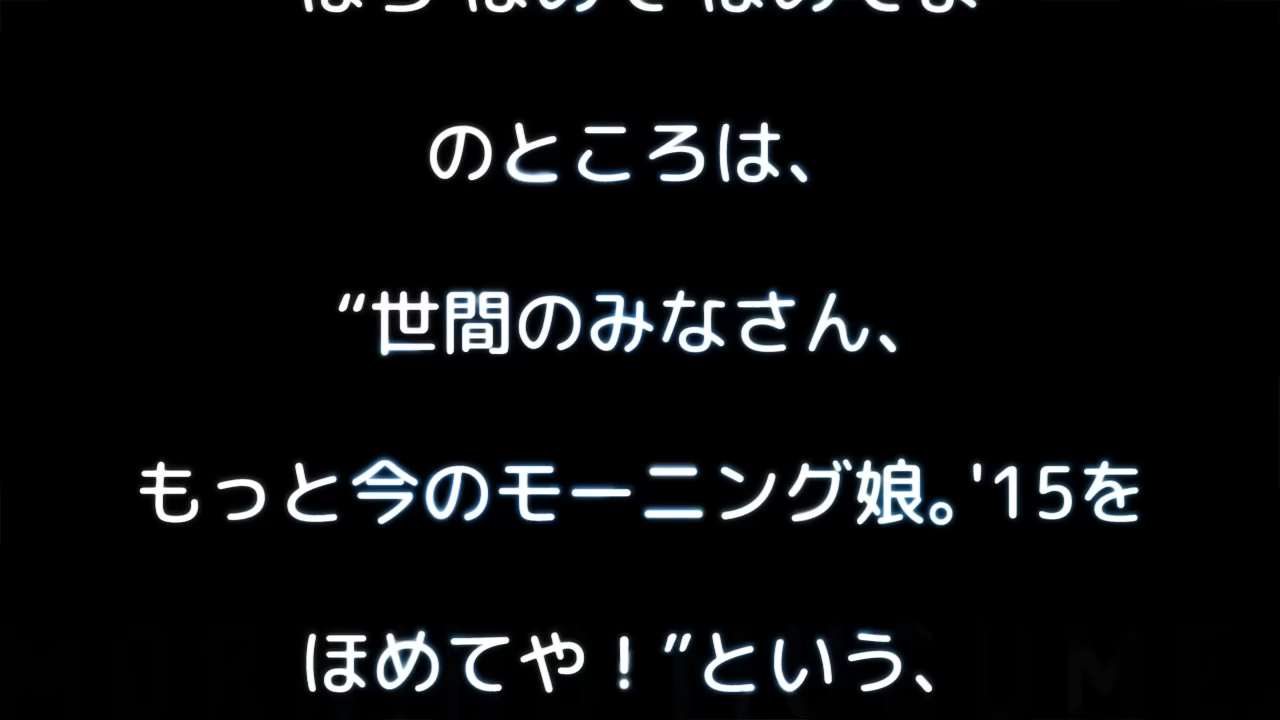 のところは、
“世間のみなさん、
もっと今のモーニング娘。'15を
ほめてや！”という、